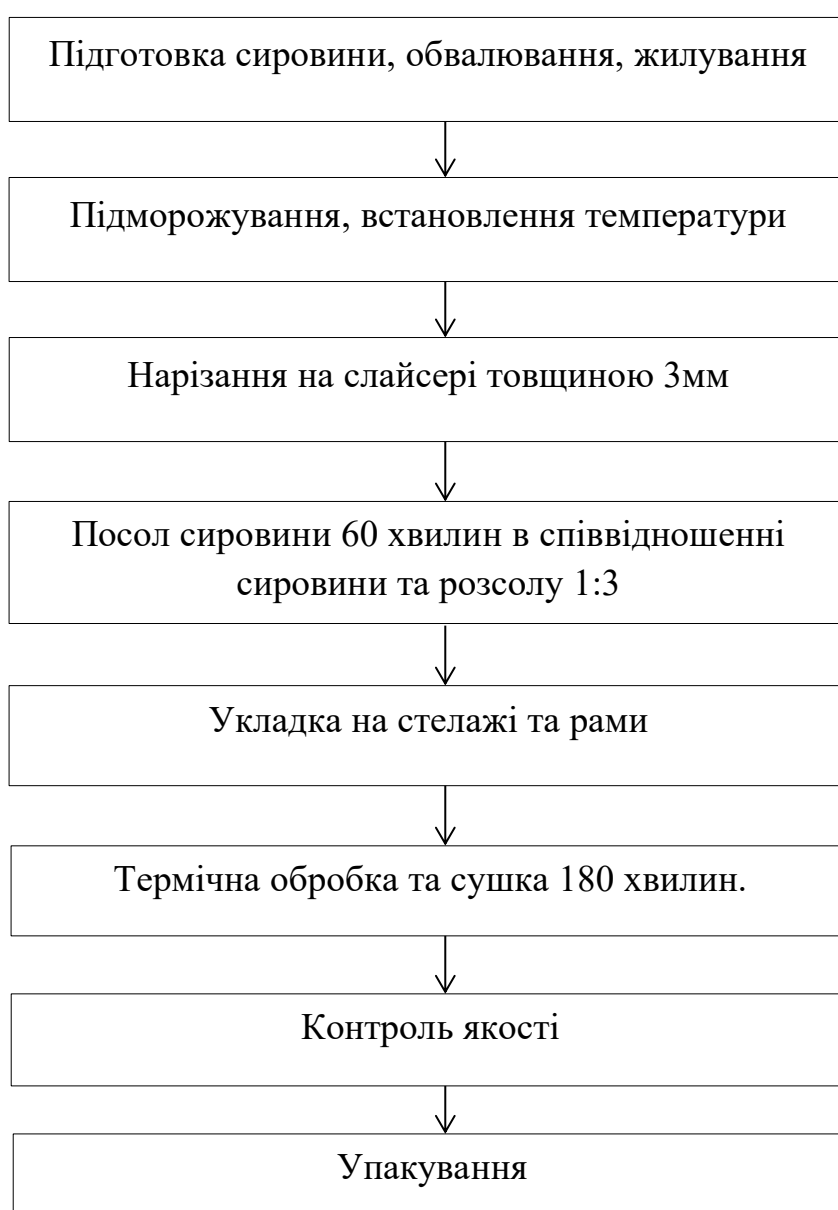 Підготовка сировини, обвалювання, жилування
Підморожування, встановлення температури
Нарізання на слайсері товщиною 3мм
Посол сировини 60 хвилин в співвідношенні
сировини та розсолу 1:3
Укладка на стелажі та рами
Термічна обробка та сушка 180 хвилин.
Контроль якості
Упакування